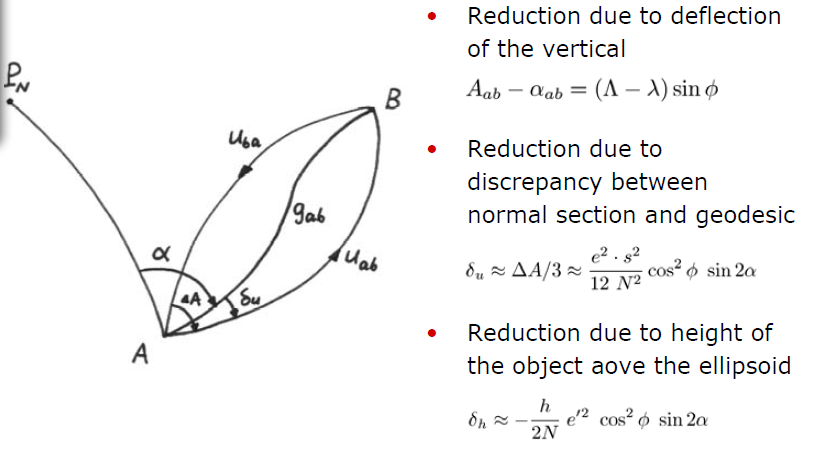 P_N
B
u_ba
g_ab
α
u_ab
ΔA
δu
A
• Reduction due to deflection
of the vertical
A_ab − α_ab = (Λ − λ) sin ϕ
• Reduction due to
discrepancy between
normal section and geodesic
δ_u ≈ ΔA/3 ≈ e² · s² / 12 N² cos² ϕ sin 2α
• Reduction due to height of
the object aove the ellipsoid
δ_h ≈ − h / 2N e′² cos² ϕ sin 2α